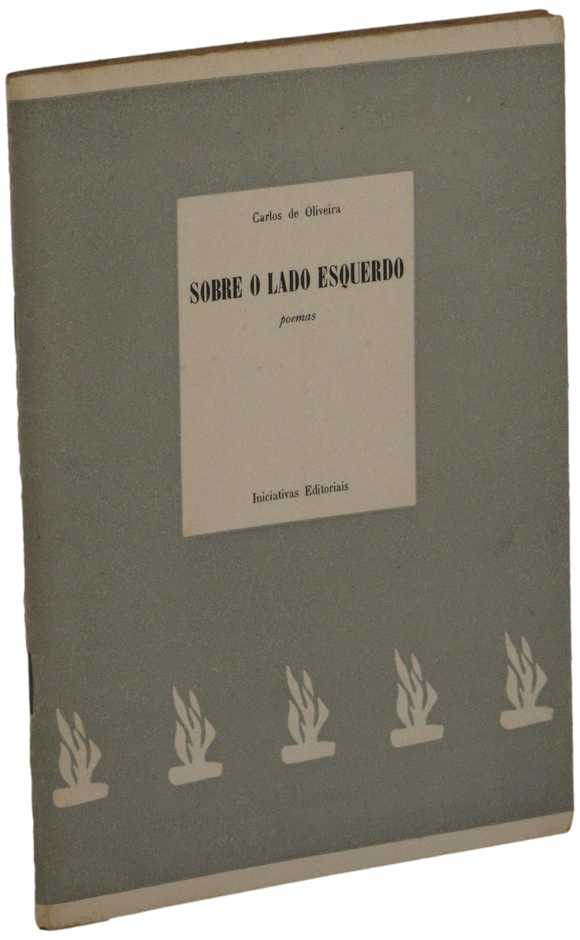 Carlos de Oliveira
SOBRE O LADO ESQUERDO
poemas
Iniciativas Editoriais